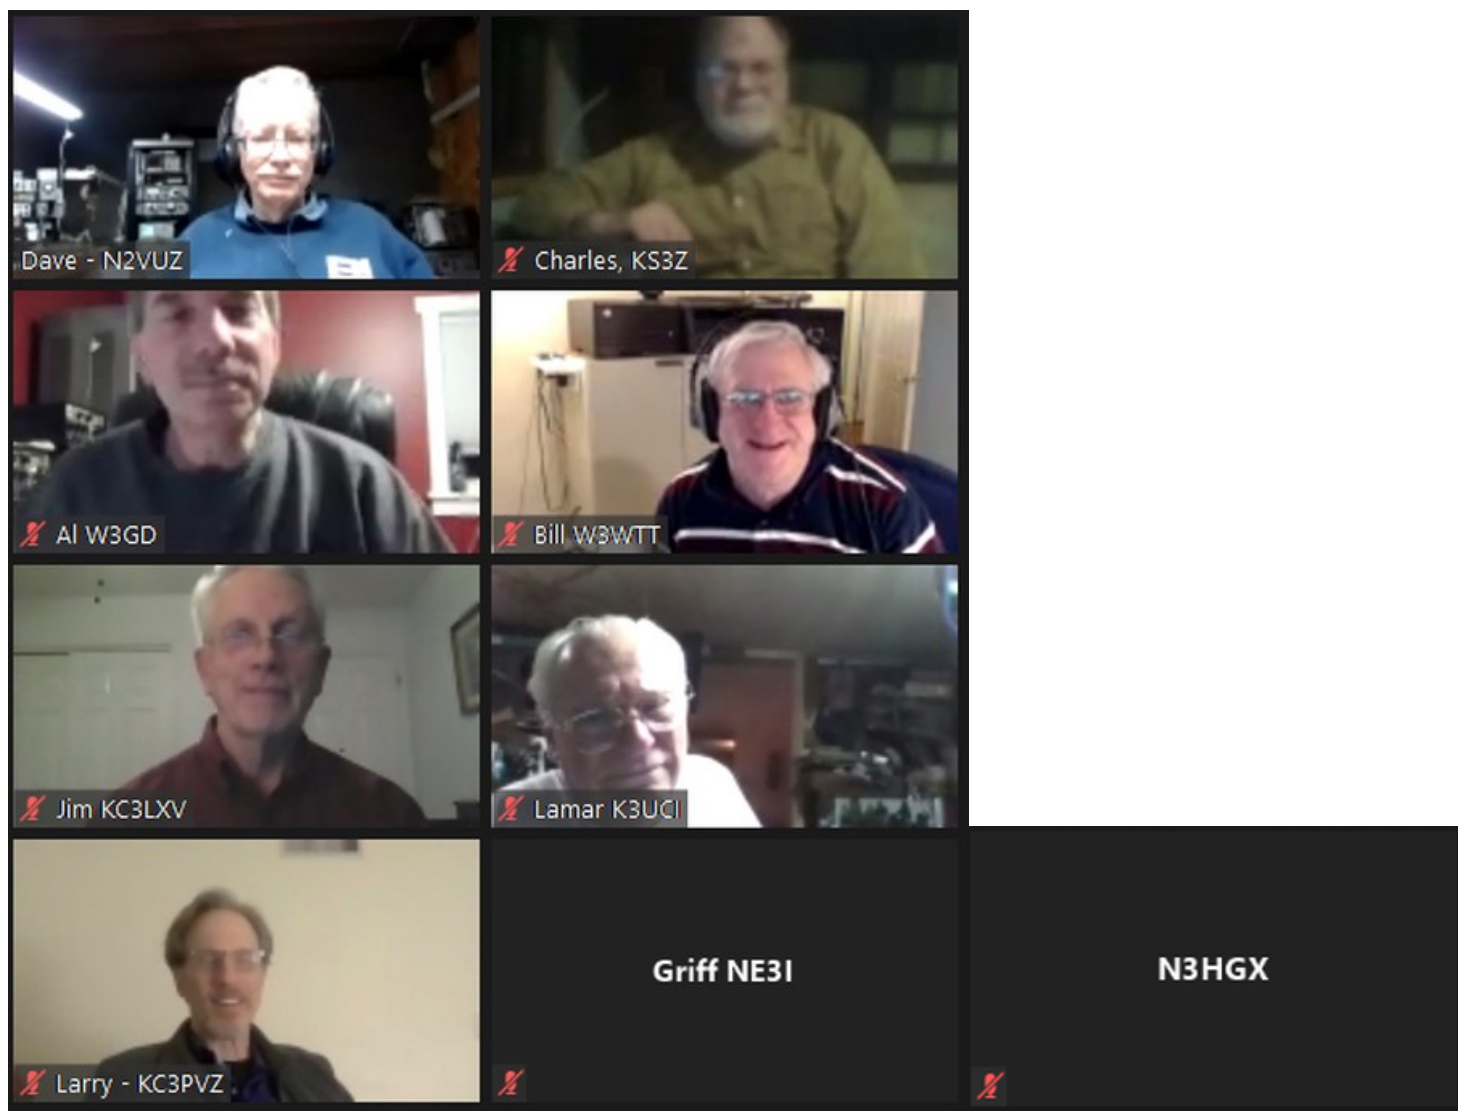 Dave - N2VUZ
Charles, KS3Z
Al W3GD
Bill W3WTT
Jim KC3LXV
Lamar K3UCI
Larry - KC3PVZ
Griff NE3I
N3HGX